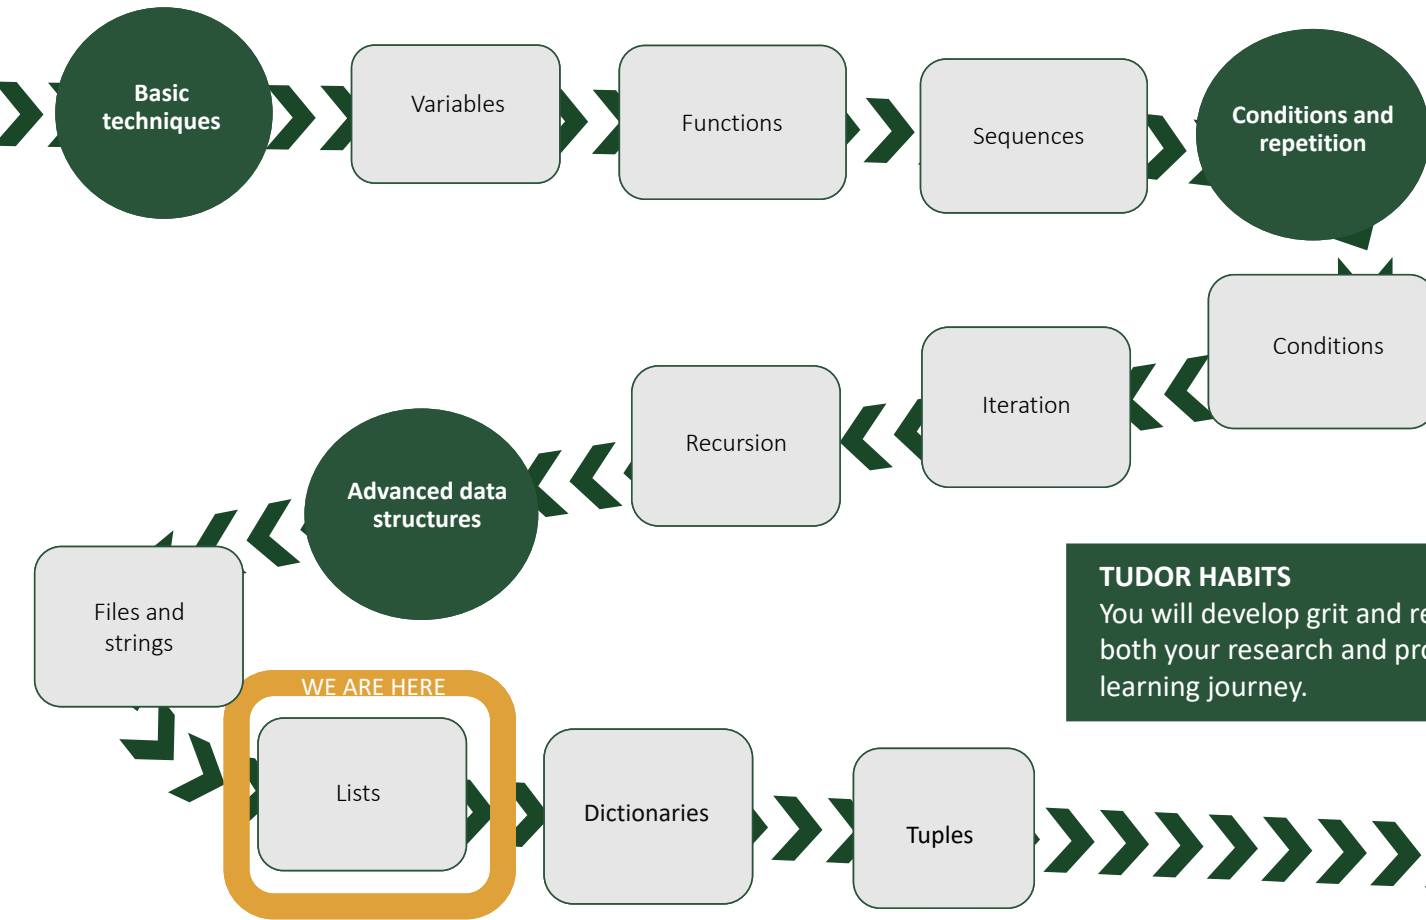 Basic
techniques
Variables
Functions
Sequences
Conditions and
repetition
Conditions
Iteration
Recursion
Advanced data
structures
Files and
strings
TUDOR HABITS
You will develop grit and
both your research and
learning journey.
WE ARE HERE
Lists
Dictionaries
Tuples